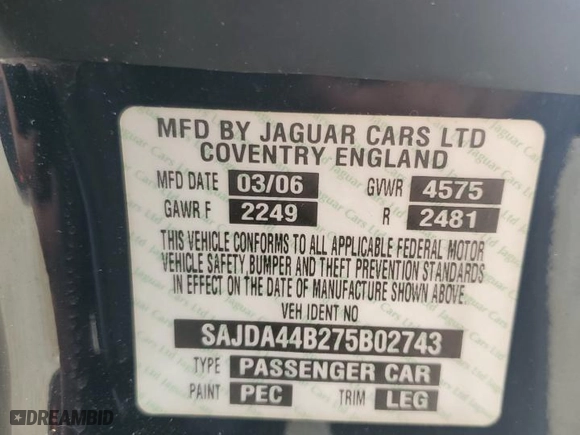 MFD BY JAGUAR CARS LTD
COVENTRY ENGLAND
MFD DATE 03/06 GVWR 4575
GAWR F 2249 R 2481
THIS VEHICLE CONFORMS TO ALL APPLICABLE FEDERAL MOTOR
VEHICLE SAFETY, BUMPER AND THEFT PREVENTION STANDARDS
IN EFFECT ON THE DATE OF MANUFACTURE SHOWN ABOVE.
VEH IDENT NO
SAJDA44B275B02743
TYPE PASSENGER CAR
PAINT PEC TRIM LEG
DREAMBID